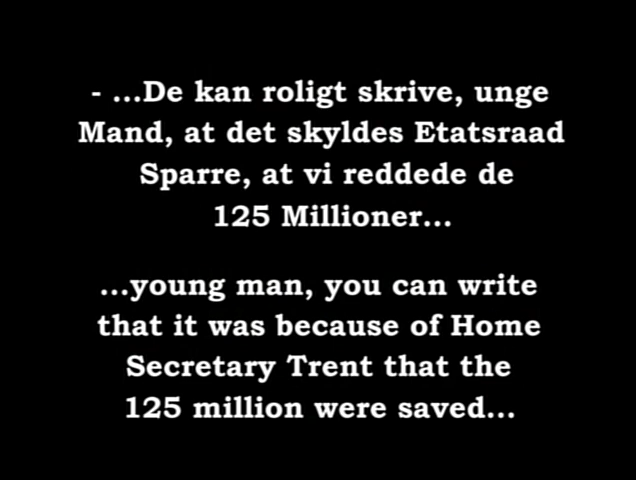 - ...De kan roligt skrive, unge
Mand, at det skyldes Etatsraad
Sparre, at vi reddede de
125 Millioner...
...young man, you can write
that it was because of Home
Secretary Trent that the
125 million were saved...